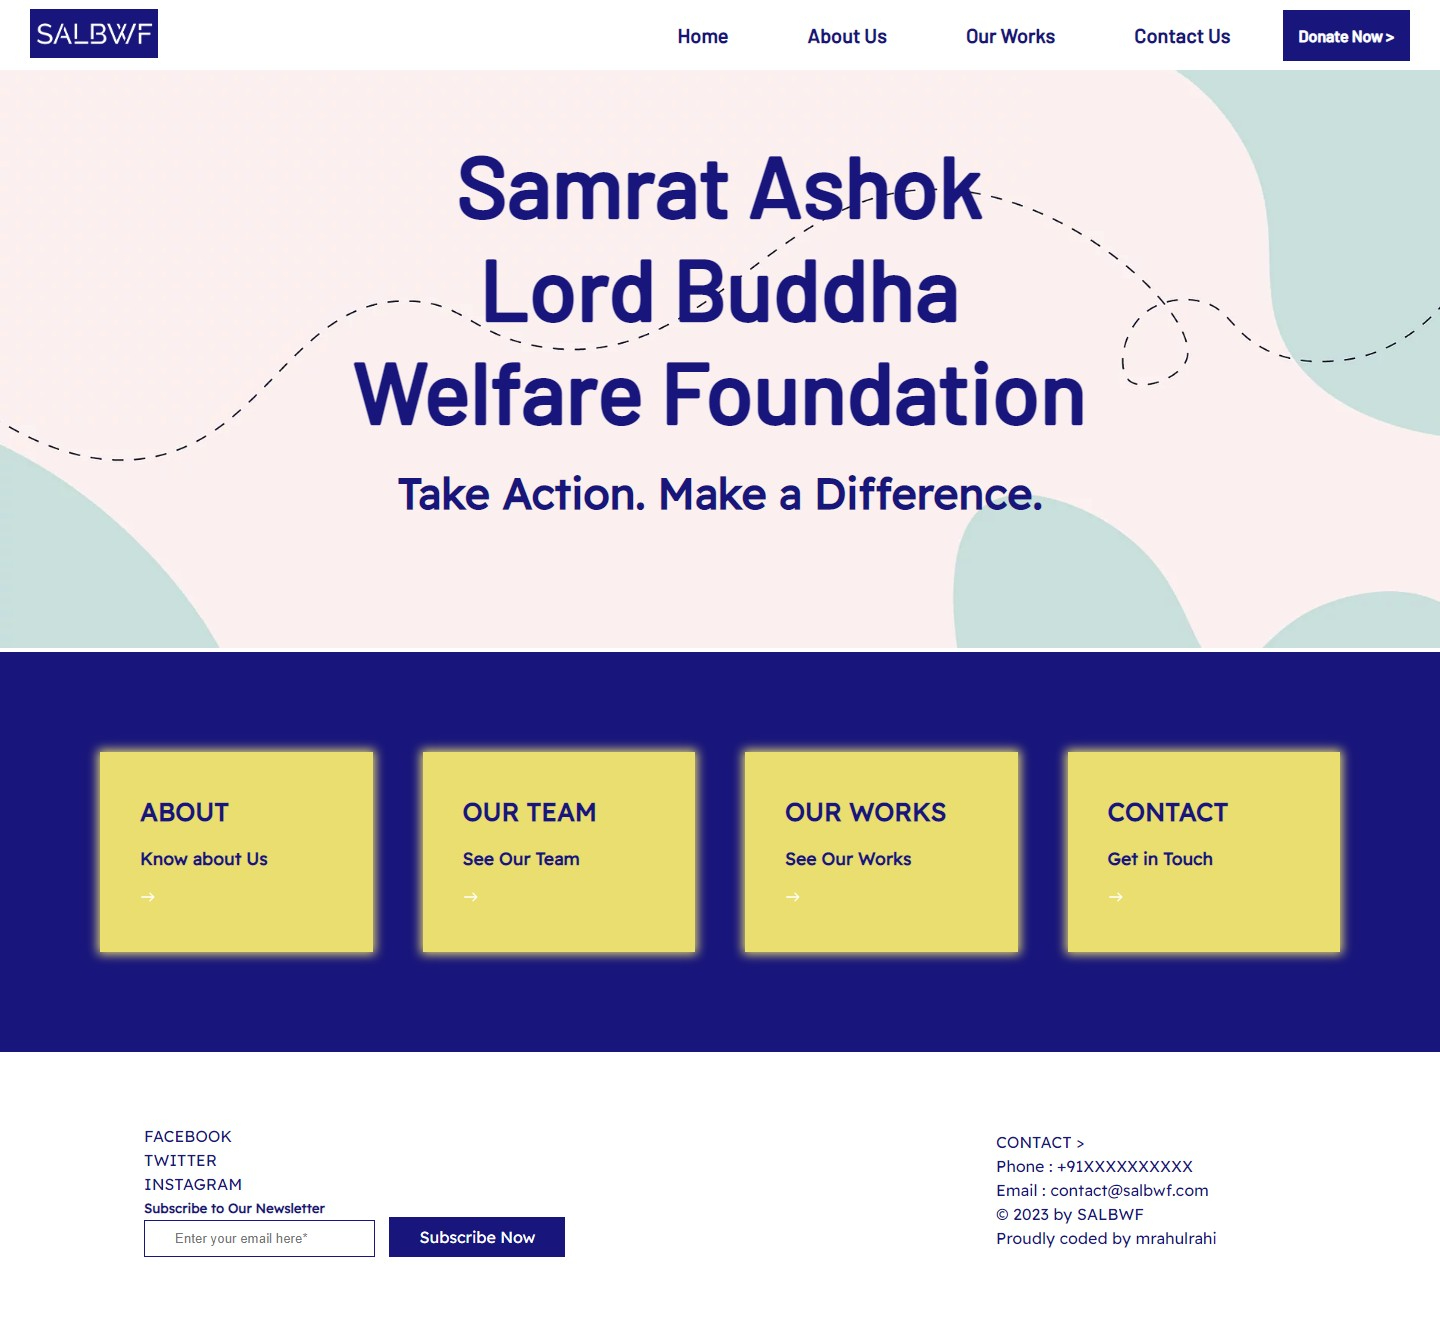 SALBWF
Home
About Us
Our Works
Contact Us
Donate Now >
Samrat Ashok
Lord Buddha
Welfare Foundation
Take Action. Make a Difference.
ABOUT
Know about Us
→
OUR TEAM
See Our Team
→
OUR WORKS
See Our Works
→
CONTACT
Get in Touch
→
FACEBOOK
TWITTER
INSTAGRAM
Subscribe to Our Newsletter
Enter your email here*
Subscribe Now
CONTACT >
Phone : +91XXXXXXXXXX
Email : contact@salbwf.com
© 2023 by SALBWF
Proudly coded by mrahulrahi